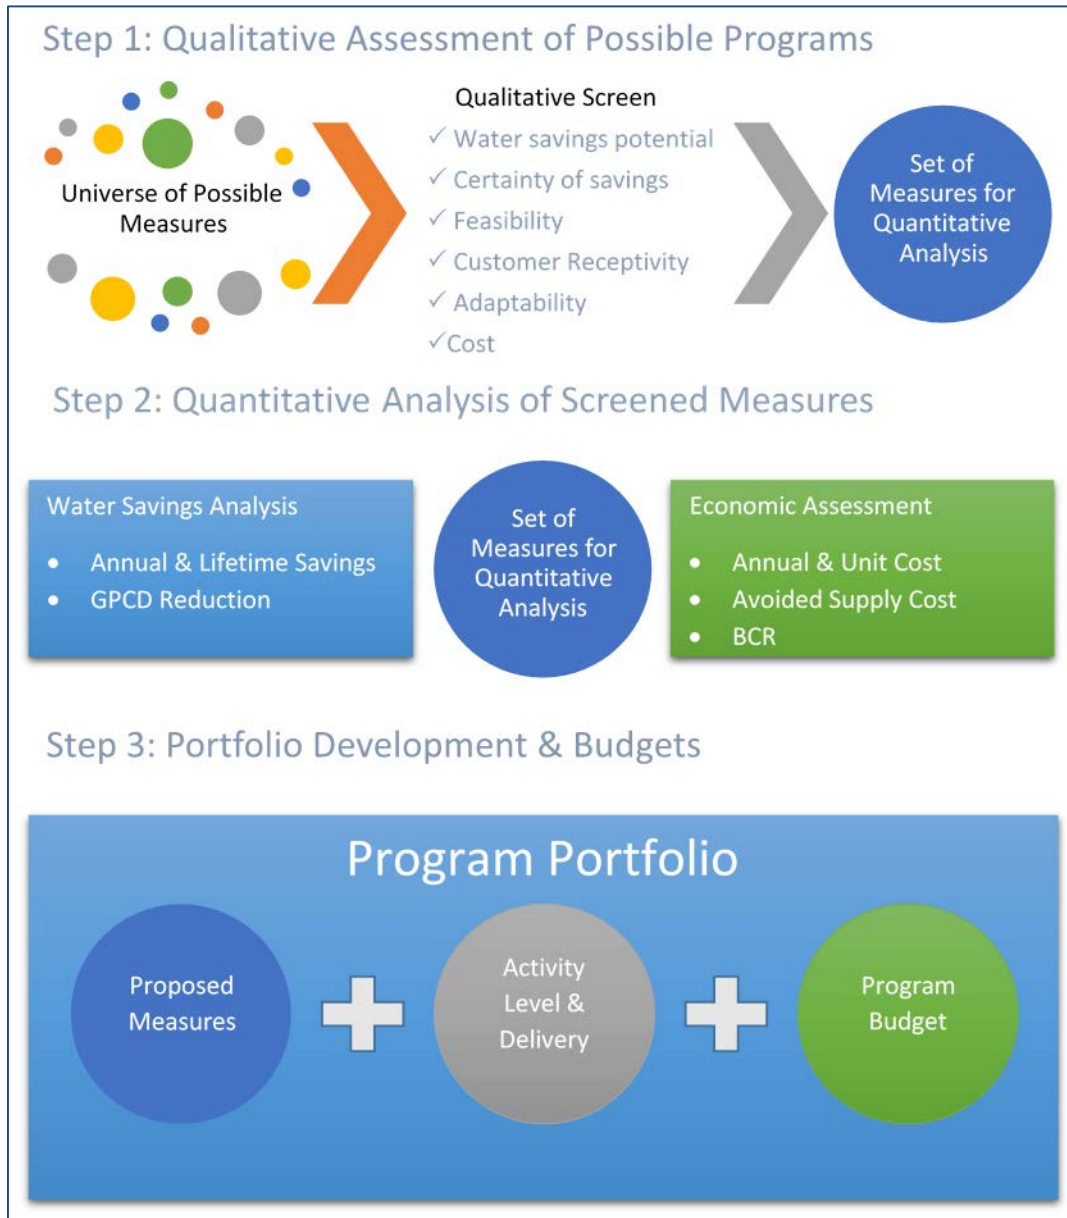 Step 1: Qualitative Assessment of Possible Programs
Universe of Possible
Measures
Qualitative Screen
✓ Water savings potential
✓ Certainty of savings
✓ Feasibility
✓ Customer Receptivity
✓ Adaptability
✓Cost
Set of
Measures for
Quantitative
Analysis
Step 2: Quantitative Analysis of Screened Measures
Water Savings Analysis
• Annual & Lifetime Savings
• GPCD Reduction
Set of
Measures for
Quantitative
Analysis
Economic Assessment
• Annual & Unit Cost
• Avoided Supply Cost
• BCR
Step 3: Portfolio Development & Budgets
Program Portfolio
Proposed
Measures
Activity
Level &
Delivery
Program
Budget